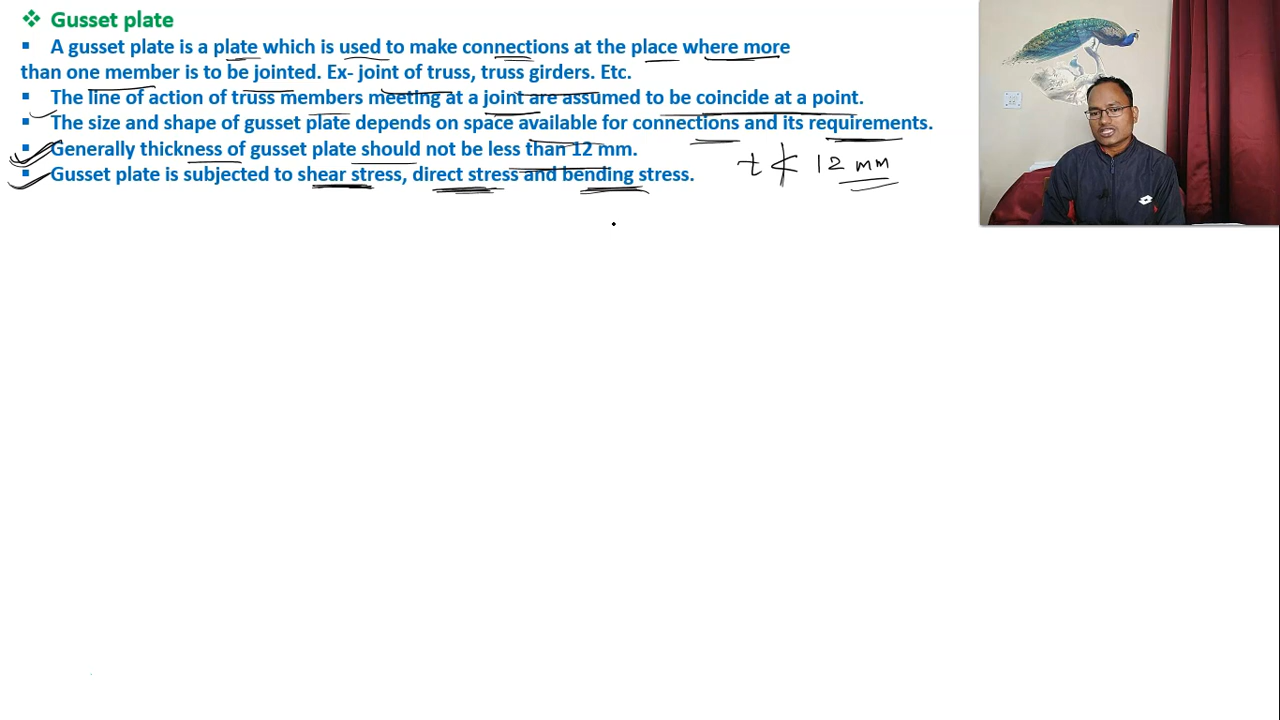 ❖ Gusset plate
▪ A gusset plate is a plate which is used to make connections at the place where more
than one member is to be jointed. Ex- joint of truss, truss girders. Etc.
▪ The line of action of truss members meeting at a joint are assumed to be coincide at a point.
▪ The size and shape of gusset plate depends on space available for connections and its requirements.
▪ Generally thickness of gusset plate should not be less than 12 mm.
t ≮ 12 mm
▪ Gusset plate is subjected to shear stress, direct stress and bending stress.